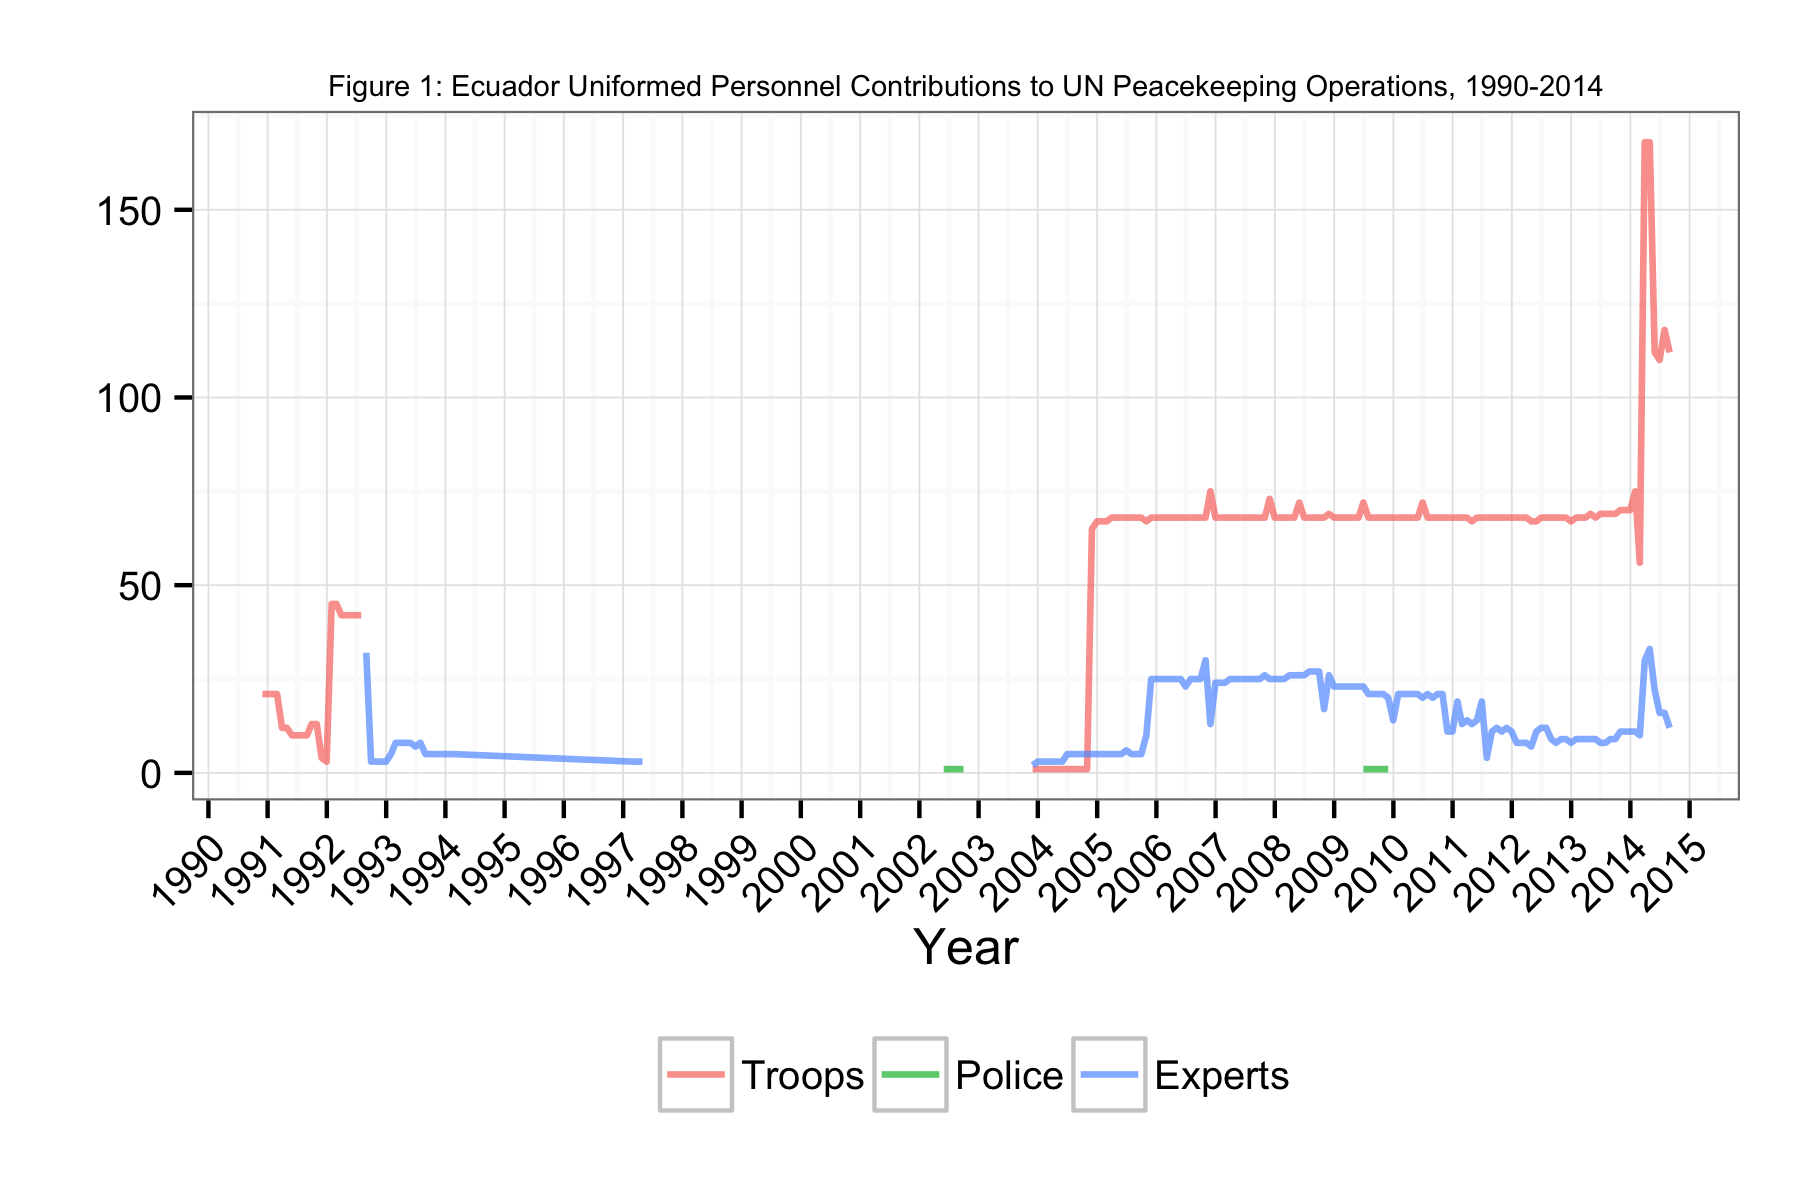 Figure 1: Ecuador Uniformed Personnel Contributions to UN Peacekeeping Operations, 1990-2014
150
100
50
0
1990 1991 1992 1993 1994 1995 1996 1997 1998 1999 2000 2001 2002 2003 2004 2005 2006 2007 2008 2009 2010 2011 2012 2013 2014 2015
Year
Troops Police Experts